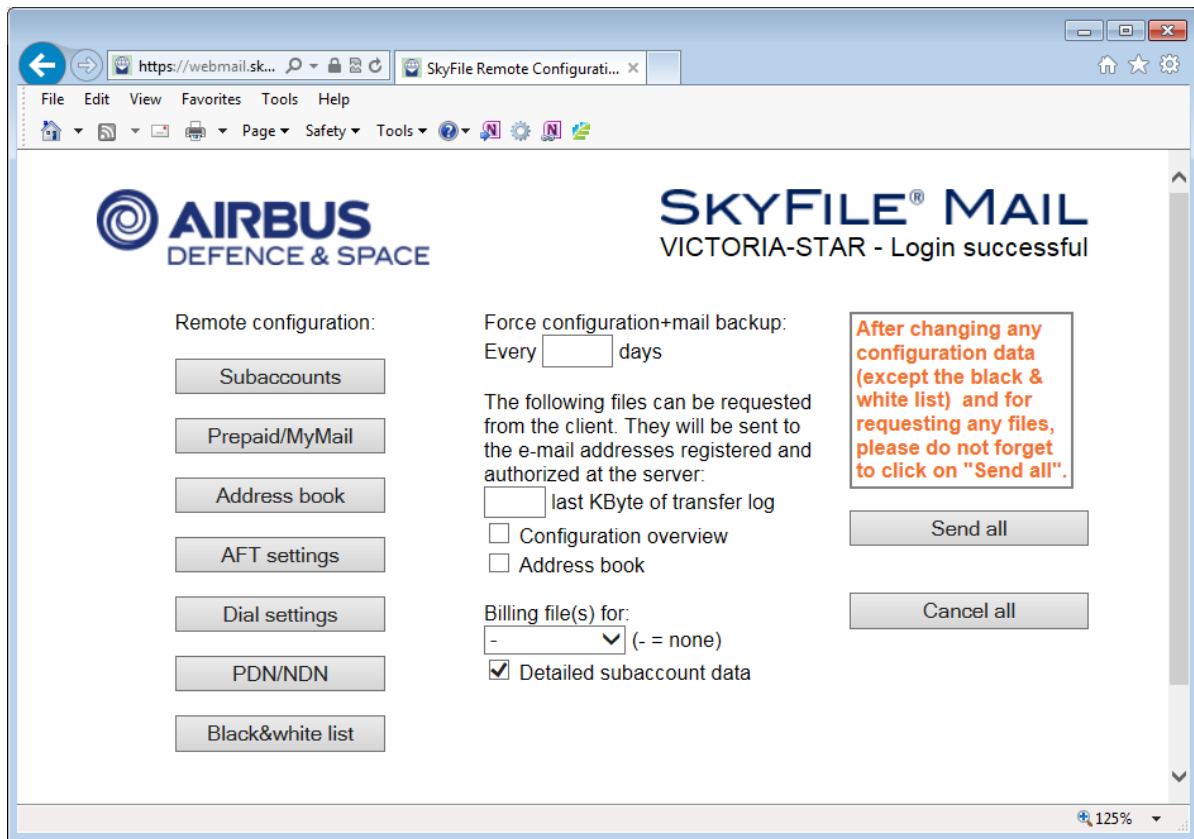 https://webmail.sk...
SkyFile Remote Configurati...
File Edit View Favorites Tools Help
Page Safety Tools
AIRBUS
DEFENCE & SPACE
SKYFILE® MAIL
VICTORIA-STAR - Login successful
Remote configuration:
Subaccounts
Prepaid/MyMail
Address book
AFT settings
Dial settings
PDN/NDN
Black&white list
Force configuration+mail backup:
Every days
The following files can be requested
from the client. They will be sent to
the e-mail addresses registered and
authorized at the server:
last KByte of transfer log
Configuration overview
Address book
Billing file(s) for:
- (- = none)
Detailed subaccount data
After changing any
configuration data
(except the black &
white list) and for
requesting any files,
please do not forget
to click on "Send all".
Send all
Cancel all
125%